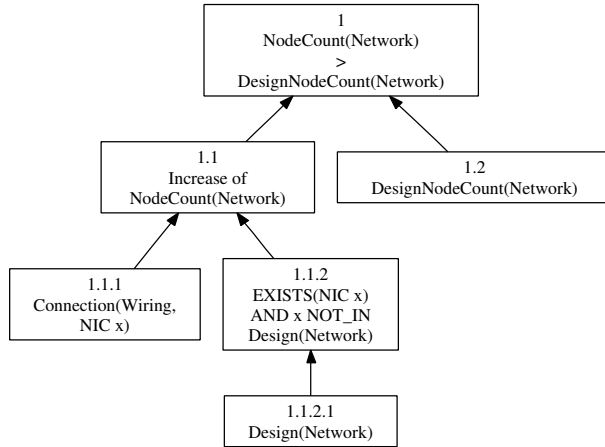 1
NodeCount(Network)
>
DesignNodeCount(Network)
1.1
Increase of
NodeCount(Network)
1.2
DesignNodeCount(Network)
1.1.1
Connection(Wiring,
NIC x)
1.1.2
EXISTS(NIC x)
AND x NOT_IN
Design(Network)
1.1.2.1
Design(Network)